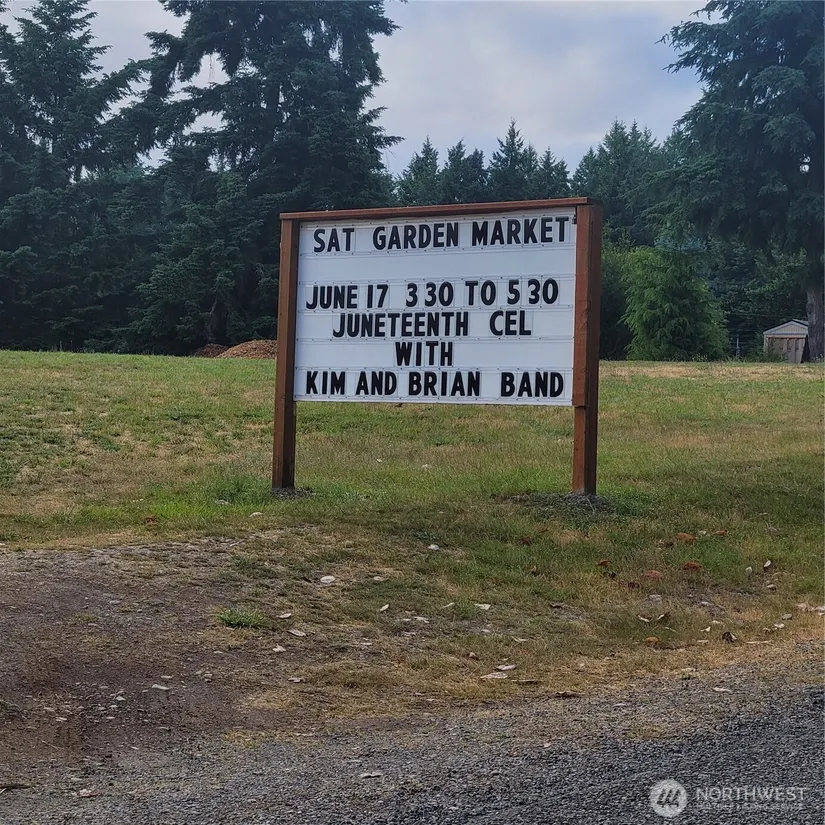 SAT GARDEN MARKET
JUNE 17 3 30 TO 5 30
JUNETEENTH CEL
WITH
KIM AND BRIAN BAND
NORTHWEST